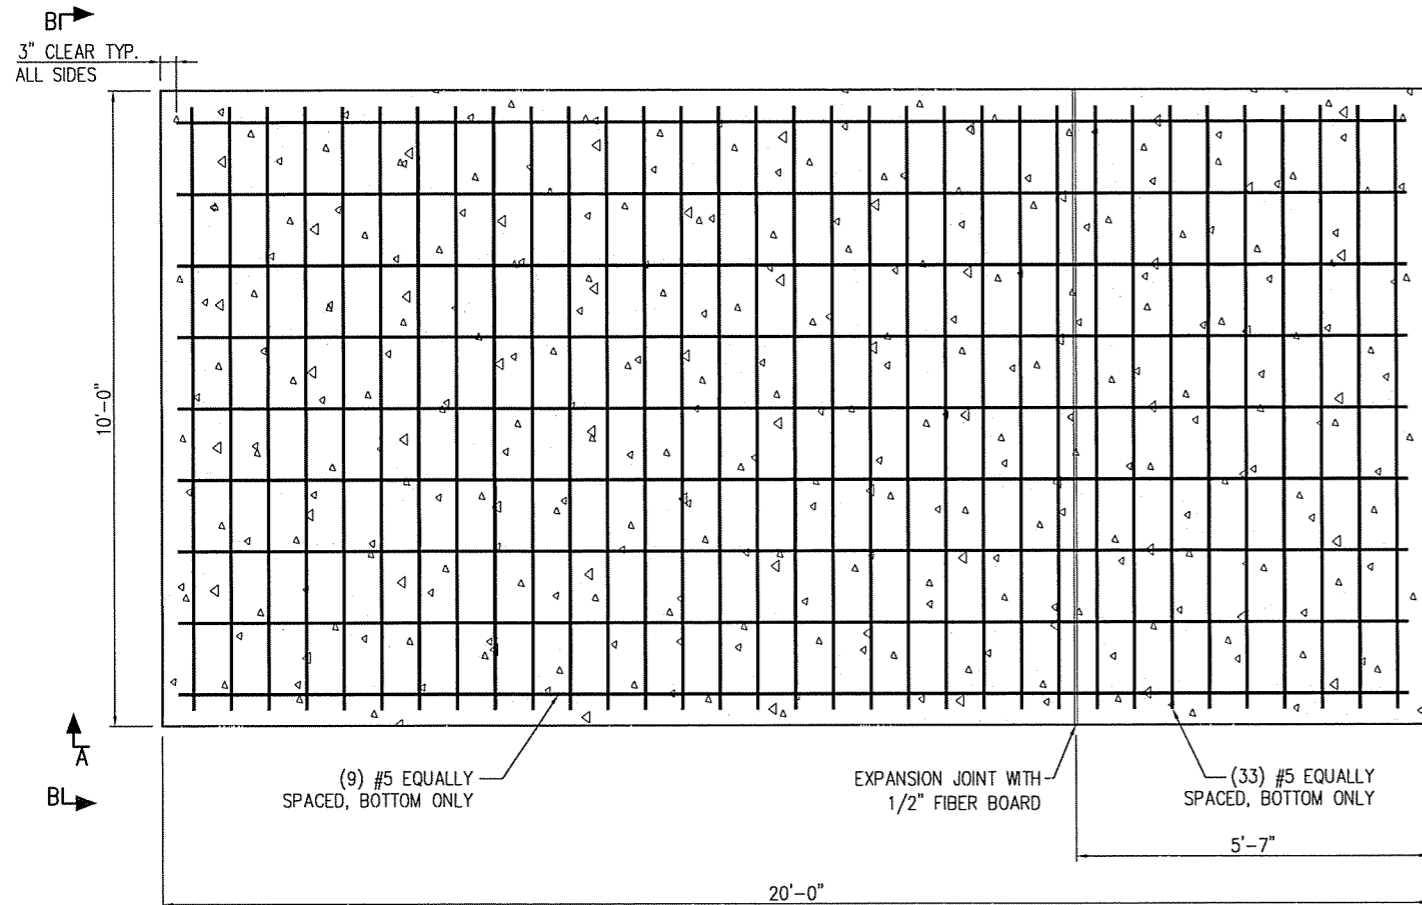 B
3" CLEAR TYP.
ALL SIDES
10'-0"
A
B
(9) #5 EQUALLY
SPACED, BOTTOM ONLY
EXPANSION JOINT WITH
1/2" FIBER BOARD
(33) #5 EQUALLY
SPACED, BOTTOM ONLY
5'-7"
20'-0"